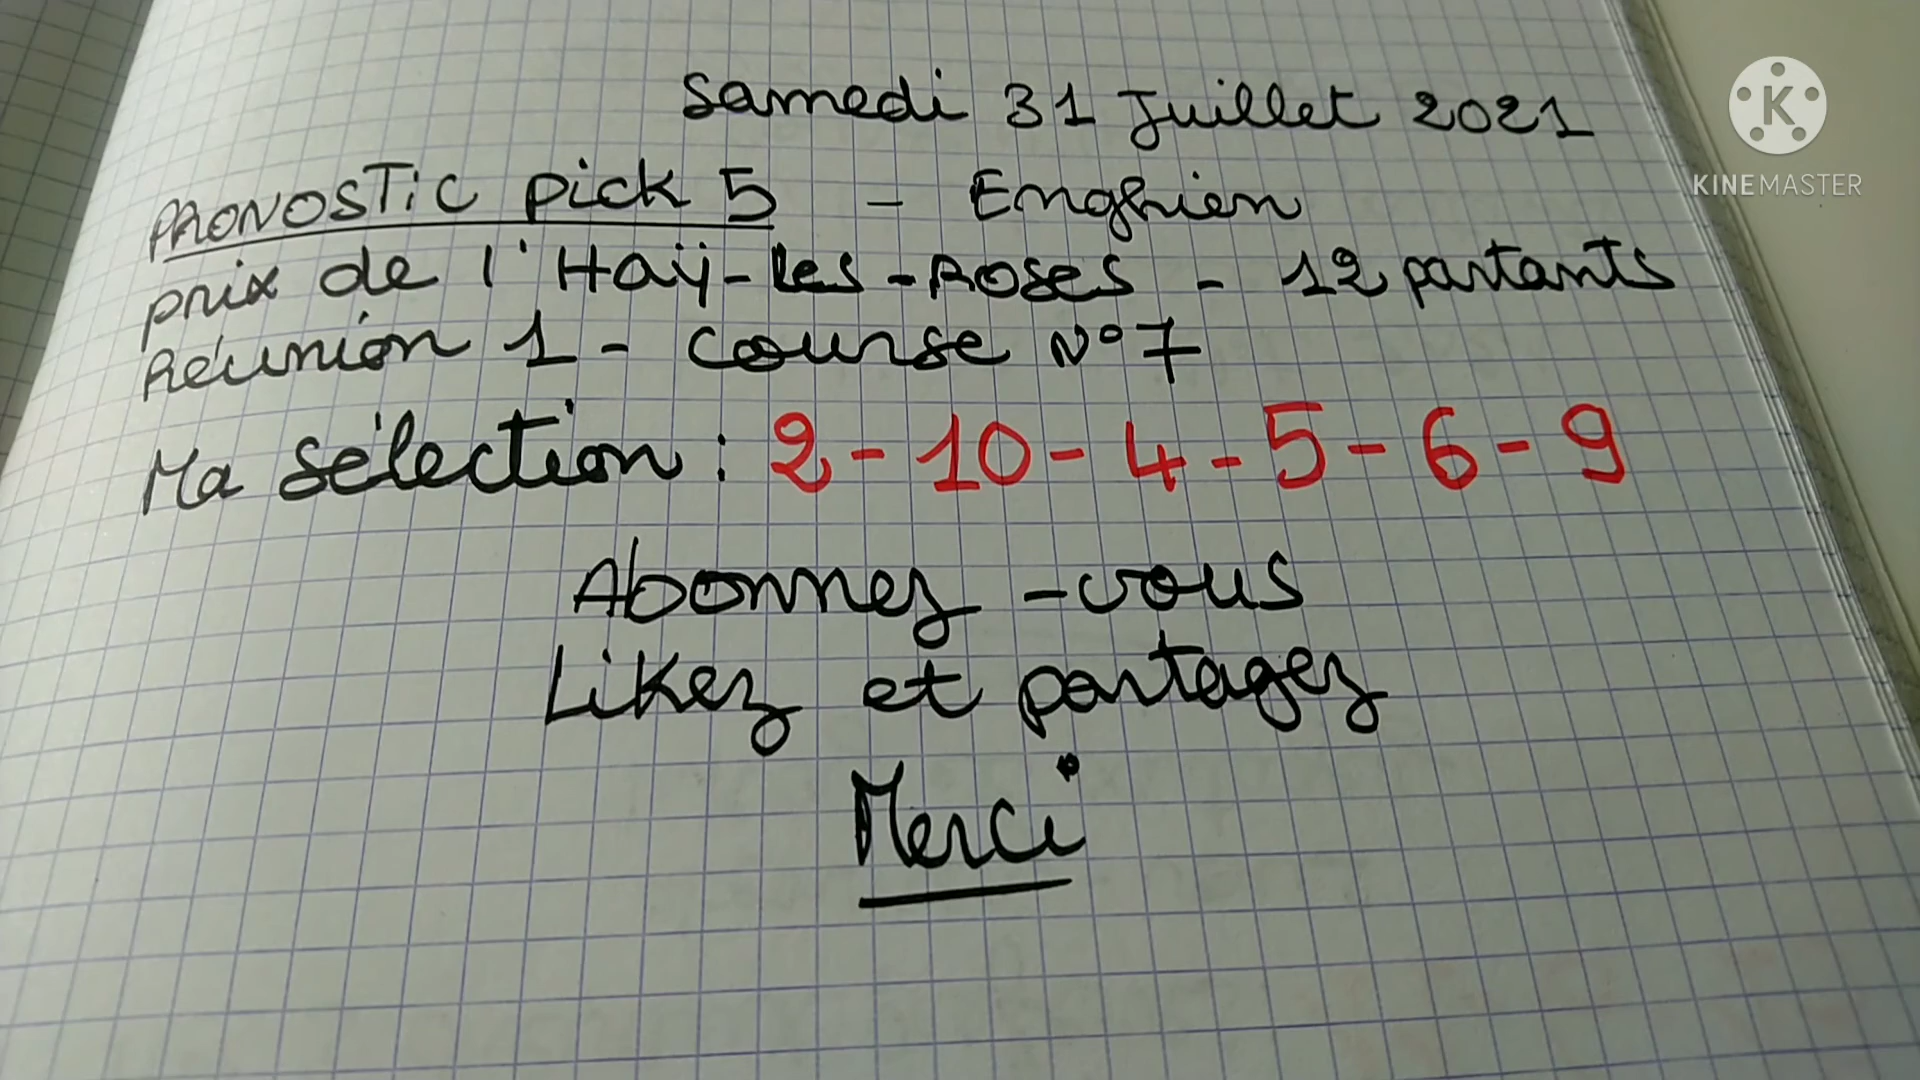 Samedi 31 Juillet 2021
PRONOSTIC Pick 5 - Enghien
prix de l'Haÿ-Les-Roses - 12 partants
Réunion 1 - Course N°7
Ma sélection : 2 - 10 - 4 - 5 - 6 - 9
Abonnez-vous
Likez et partagez
Merci
K
KINEMASTER